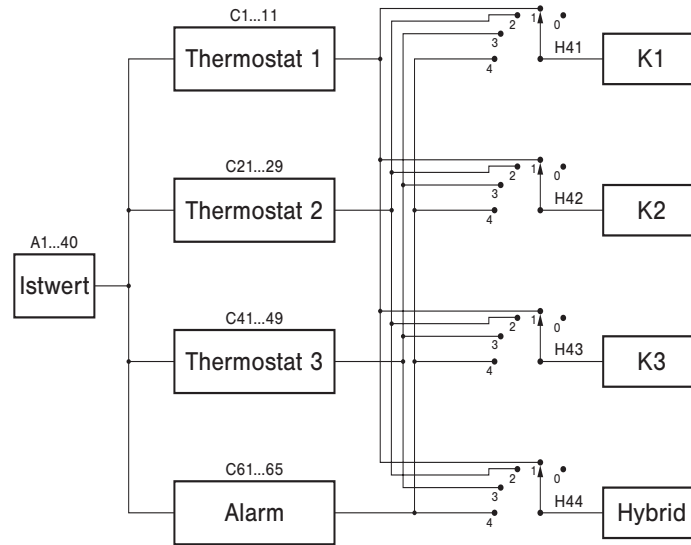 C1...11
Thermostat 1
1
0
2
3
4
H41
K1
C21...29
Thermostat 2
1
0
2
3
4
H42
K2
A1...40
Istwert
C41...49
Thermostat 3
1
0
2
3
4
H43
K3
C61...65
Alarm
1
0
2
3
4
H44
Hybrid